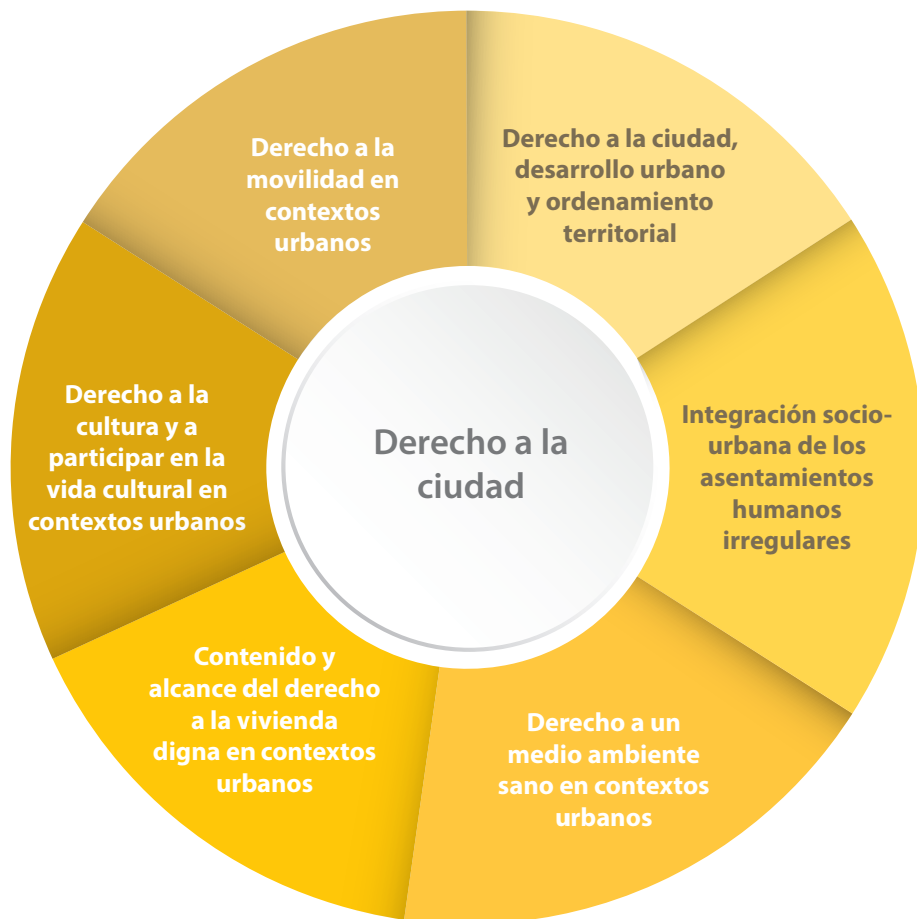 Derecho a la ciudad,
desarrollo urbano
y ordenamiento
territorial
Integración socio-
urbana de los
asentamientos
humanos
irregulares
Derecho a un
medio ambiente
sano en contextos
urbanos
Contenido y
alcance del derecho
a la vivienda
digna en contextos
urbanos
Derecho a la
cultura y a
participar en la
vida cultural en
contextos urbanos
Derecho a la
movilidad en
contextos
urbanos
Derecho a la
ciudad